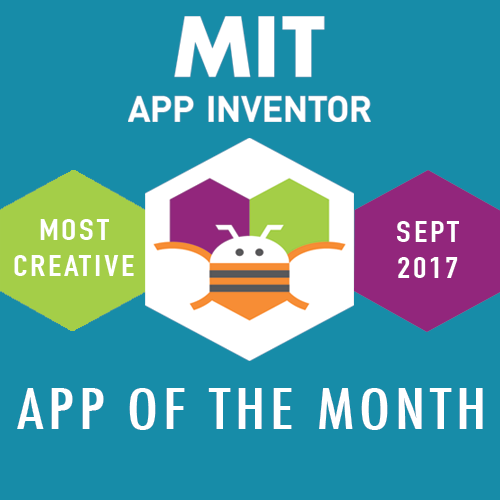 MIT
APP INVENTOR
MOST
CREATIVE
SEPT
2017
APP OF THE MONTH